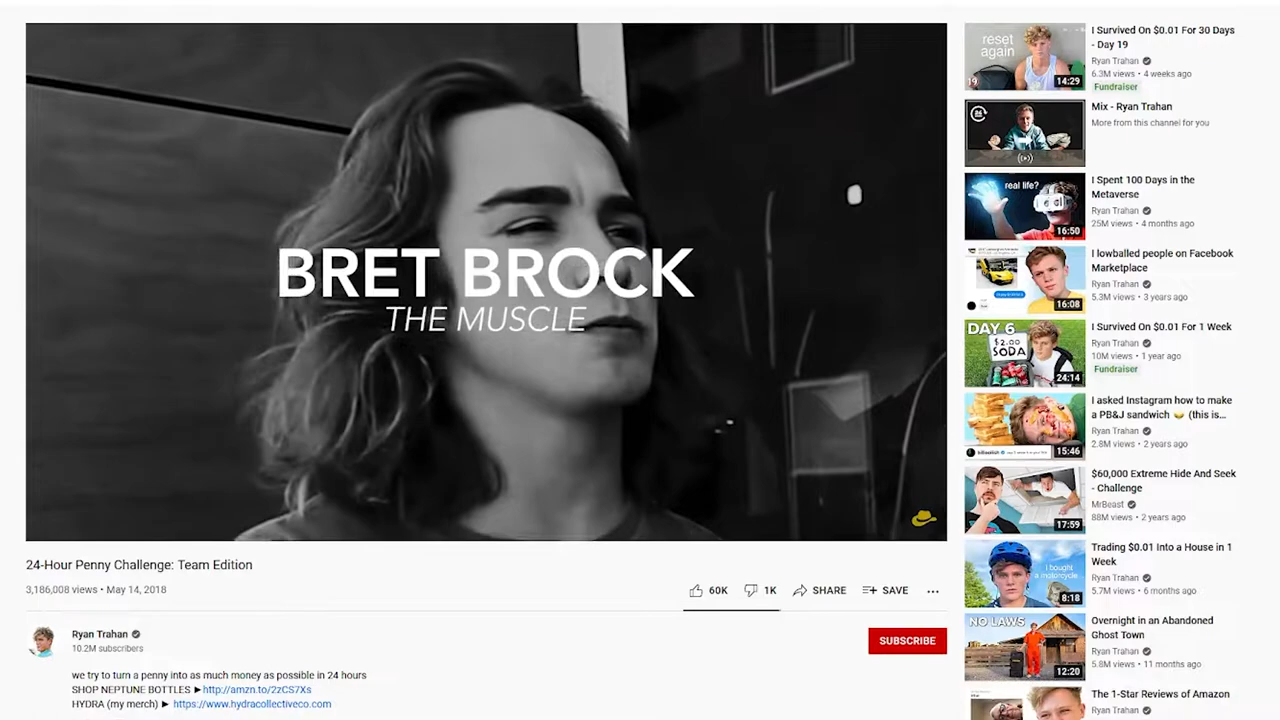 BRET BROCK
THE MUSCLE
24-Hour Penny Challenge: Team Edition
3,186,008 views • May 14, 2018
60K
1K
SHARE
SAVE
Ryan Trahan
10.2M subscribers
SUBSCRIBE
we try to turn a penny into as much money as possible in 24 hours
SHOP NEPTUNE BOTTLES ►http://amzn.to/2zCS7Xs
HYDRA (my merch) ► https://www.hydracollectiveco.com
reset
again
19
14:29
I Survived On $0.01 For 30 Days
- Day 19
Ryan Trahan
6.3M views • 4 weeks ago
Fundraiser
Mix - Ryan Trahan
More from this channel for you
real life?
16:50
I Spent 100 Days in the
Metaverse
Ryan Trahan
25M views • 4 months ago
16:08
I lowballed people on Facebook
Marketplace
Ryan Trahan
5.3M views • 3 years ago
DAY 6
$2.00
SODA
24:14
I Survived On $0.01 For 1 Week
Ryan Trahan
10M views • 1 year ago
Fundraiser
15:46
I asked Instagram how to make
a PB&J sandwich 🥪 (this is...
Ryan Trahan
2.8M views • 2 years ago
17:59
$60,000 Extreme Hide And Seek
- Challenge
MrBeast
88M views • 2 years ago
I bought
a motorcycle
8:18
Trading $0.01 Into a House in 1
Week
Ryan Trahan
5.7M views • 6 months ago
NO LAWS
12:20
Overnight in an Abandoned
Ghost Town
Ryan Trahan
5.8M views • 11 months ago
The 1-Star Reviews of Amazon
Ryan Trahan